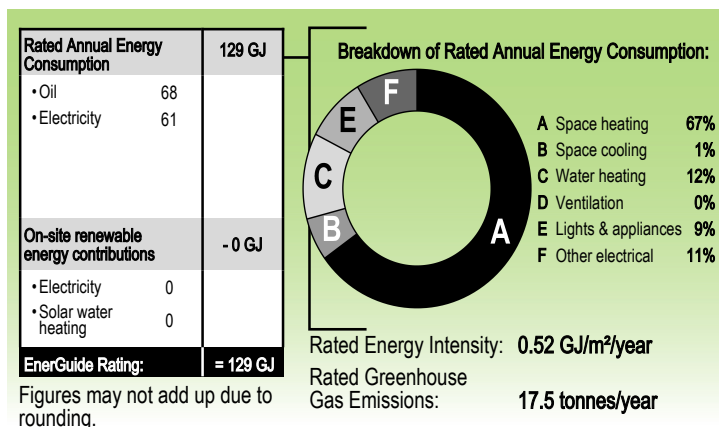 Rated Annual Energy
Consumption
129 GJ
• Oil 68
• Electricity 61
On-site renewable
energy contributions
- 0 GJ
• Electricity 0
• Solar water
heating 0
EnerGuide Rating: = 129 GJ
Figures may not add up due to
rounding.
Breakdown of Rated Annual Energy Consumption:
F
E
C
B
A
A Space heating 67%
B Space cooling 1%
C Water heating 12%
D Ventilation 0%
E Lights & appliances 9%
F Other electrical 11%
Rated Energy Intensity: 0.52 GJ/m²/year
Rated Greenhouse
Gas Emissions: 17.5 tonnes/year